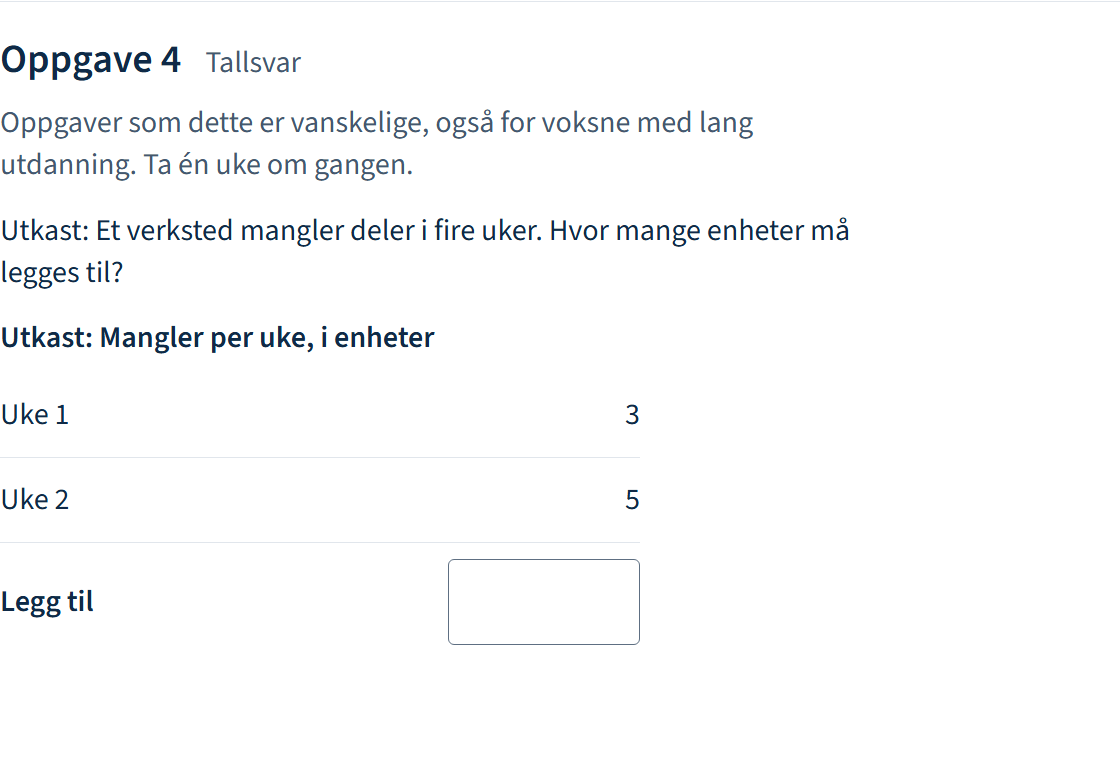 Oppgave 4 Tallsvar
Oppgaver som dette er vanskelige, også for voksne med lang
utdanning. Ta én uke om gangen.
Utkast: Et verksted mangler deler i fire uker. Hvor mange enheter må
legges til?
Utkast: Mangler per uke, i enheter
Uke 1 3
Uke 2 5
Legg til